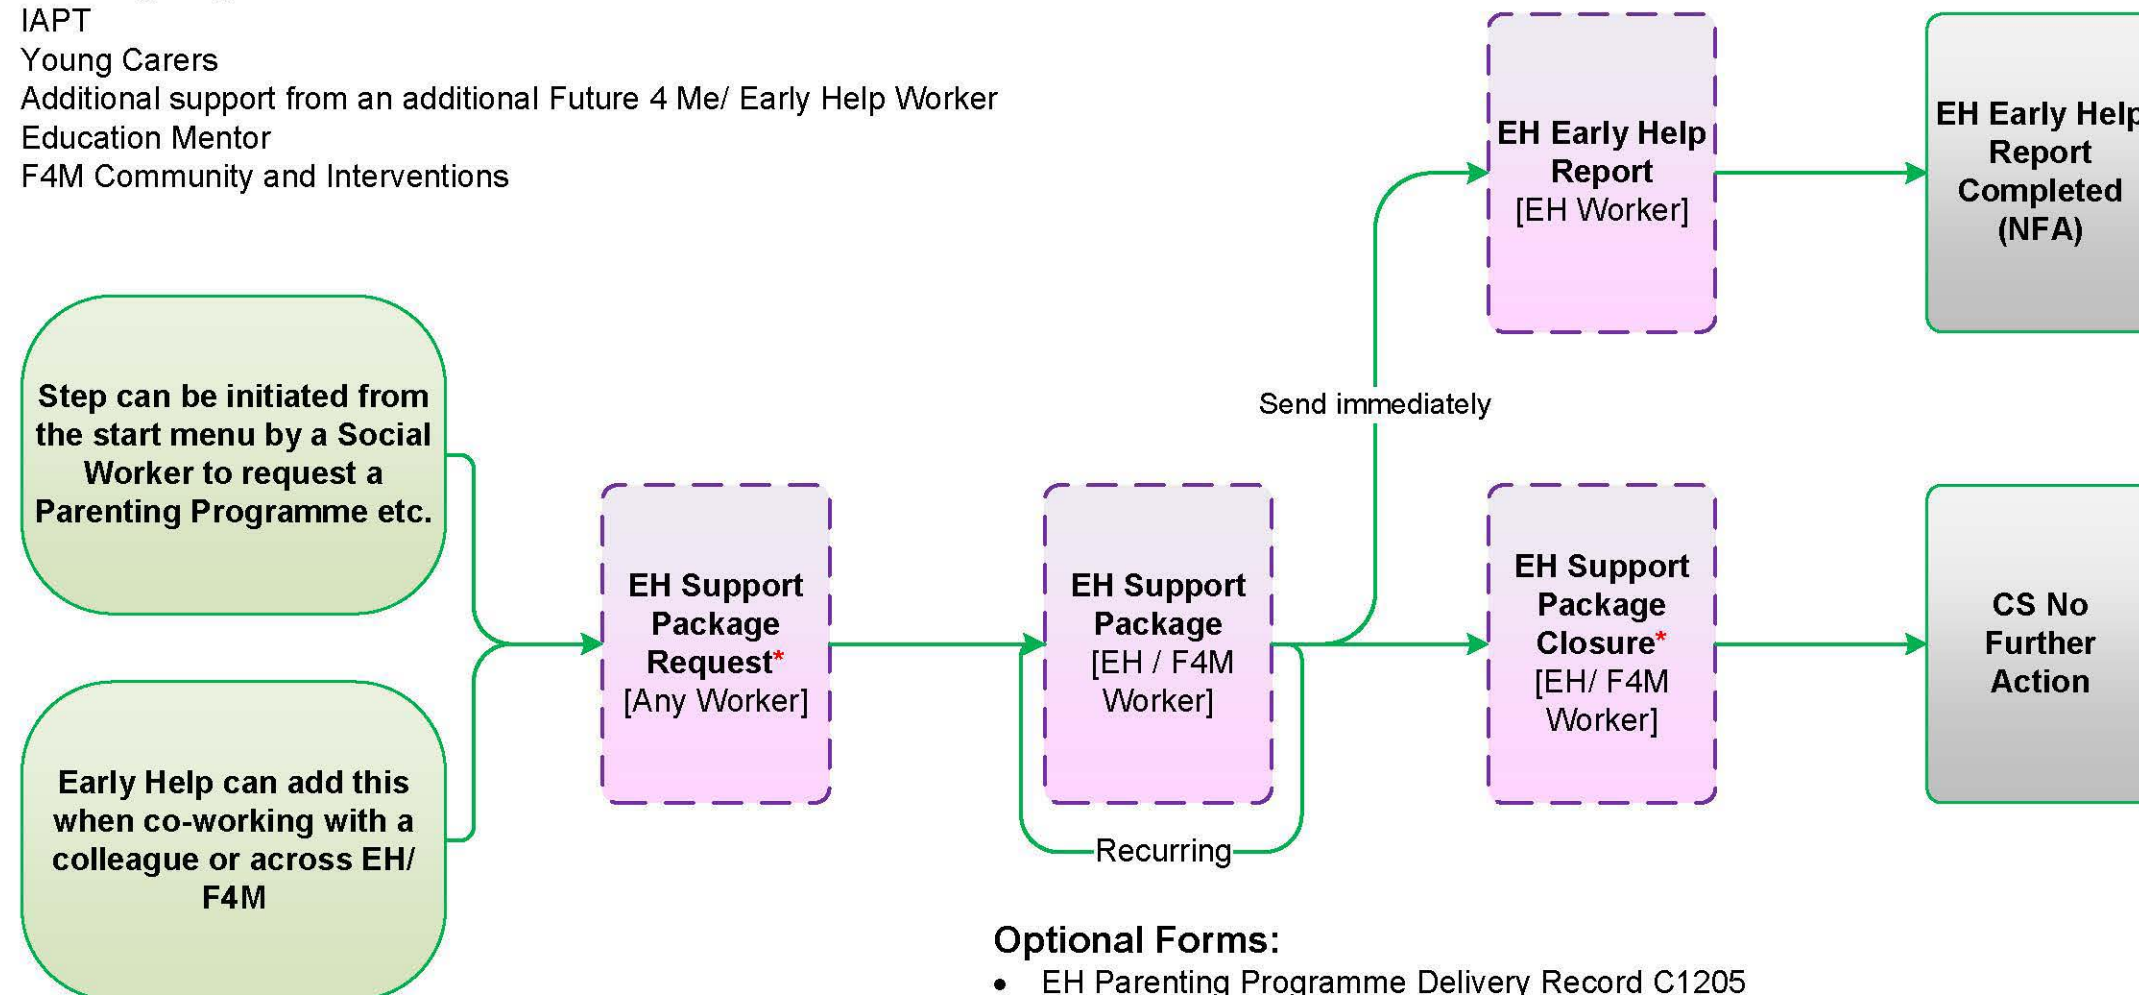 IAPT
Young Carers
Additional support from an additional Future 4 Me/ Early Help Worker
Education Mentor
F4M Community and Interventions
EH Early Help
Report
[EH Worker]
EH Early Help
Report
Completed
(NFA)
Step can be initiated from
the start menu by a Social
Worker to request a
Parenting Programme etc.
Send immediately
EH Support
Package
Request*
[Any Worker]
EH Support
Package
[EH / F4M
Worker]
EH Support
Package
Closure*
[EH/ F4M
Worker]
CS No
Further
Action
Early Help can add this
when co-working with a
colleague or across EH/
F4M
Recurring
Optional Forms:
• EH Parenting Programme Delivery Record C1205